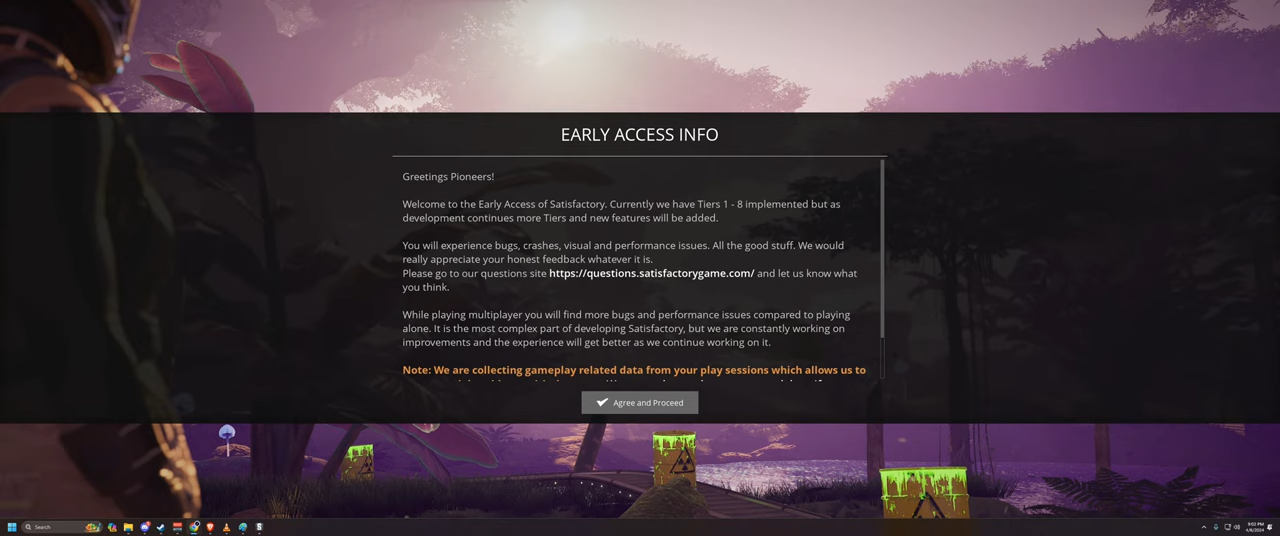 EARLY ACCESS INFO
Greetings Pioneers!
Welcome to the Early Access of Satisfactory. Currently we have Tiers 1 - 8 implemented but as
development continues more Tiers and new features will be added.
You will experience bugs, crashes, visual and performance issues. All the good stuff. We would
really appreciate your honest feedback whatever it is.
Please go to our questions site https://questions.satisfactorygame.com/ and let us know what
you think.
While playing multiplayer you will find more bugs and performance issues compared to playing
alone. It is the most complex part of developing Satisfactory, but we are constantly working on
improvements and the experience will get better as we continue working on it.
Note: We are collecting gameplay related data from your play sessions which allows us to
Agree and Proceed
Search
9:02 PM
4/6/2024